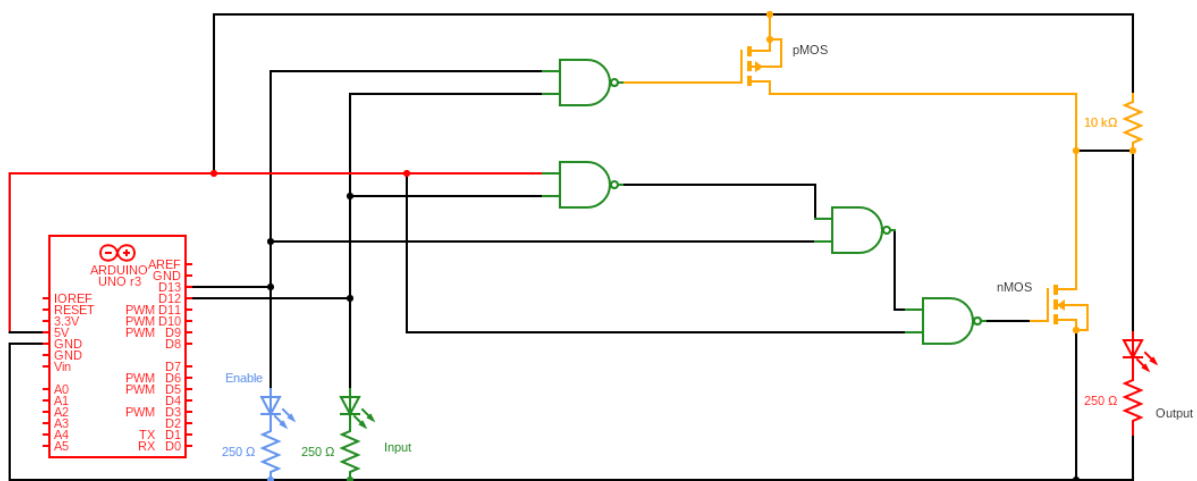 pMOS
10 kΩ
ARDUINO
UNO r3
AREF
GND
D13
D12
IOREF
PWM D11
RESET
PWM D10
3.3V
PWM D9
5V
D8
GND
GND
Vin
D7
PWM D6
PWM D5
A0
D4
A1
PWM D3
A2
D2
A3
TX D1
A4
RX D0
A5
nMOS
Enable
250 Ω
250 Ω
Input
250 Ω
Output